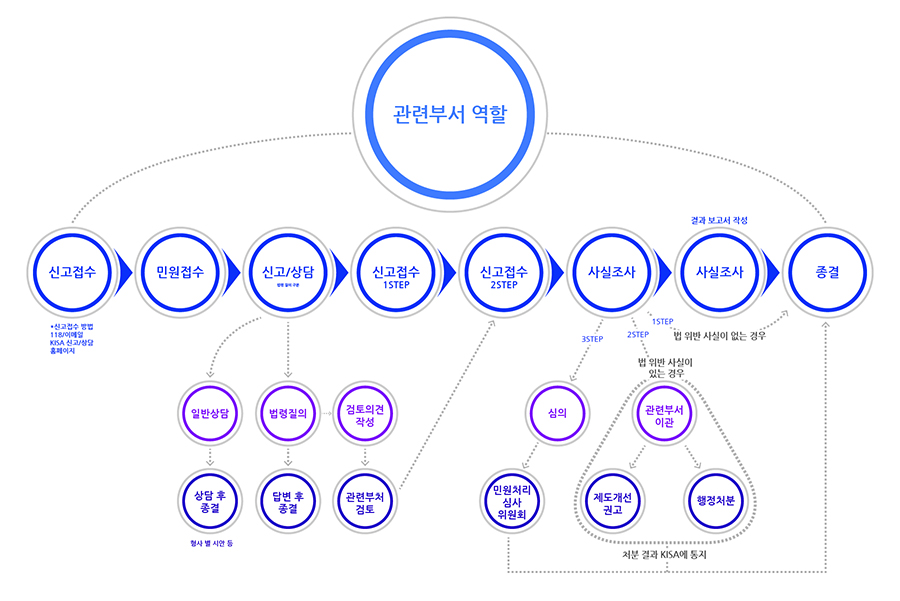 관련부서 역할
결과 보고서 작성
신고접수
민원접수
신고/상담
법령 질의 구분
신고접수
1STEP
신고접수
2STEP
사실조사
사실조사
종결
•신고접수 방법
118/이메일
KISA 신고/상담
홈페이지
1STEP
2STEP
3STEP
법 위반 사실이 없는 경우
법 위반 사실이
있는 경우
일반상담
법령질의
검토의견
작성
심의
관련부서
이관
상담 후
종결
답변 후
종결
관련부처
검토
민원처리
심사
위원회
제도개선
권고
행정처분
형사 별 시안 등
처분 결과 KISA에 통지